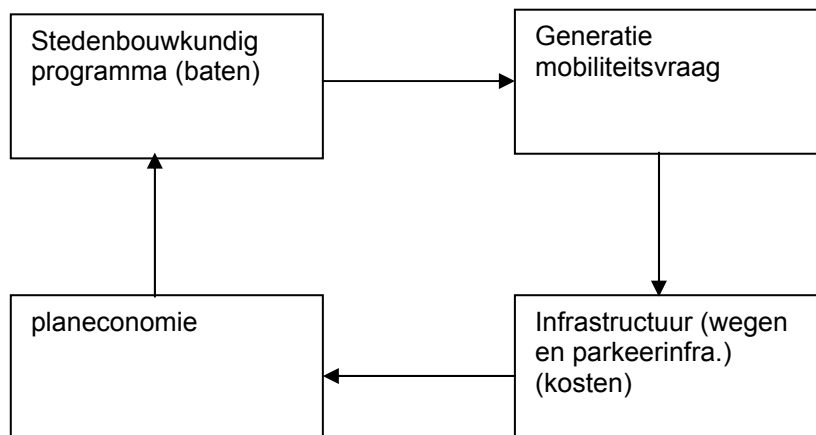 Stedenbouwkundig
programma (baten)
Generatie
mobiliteitsvraag
planeconomie
Infrastructuur (wegen
en parkeerinfra.)
(kosten)